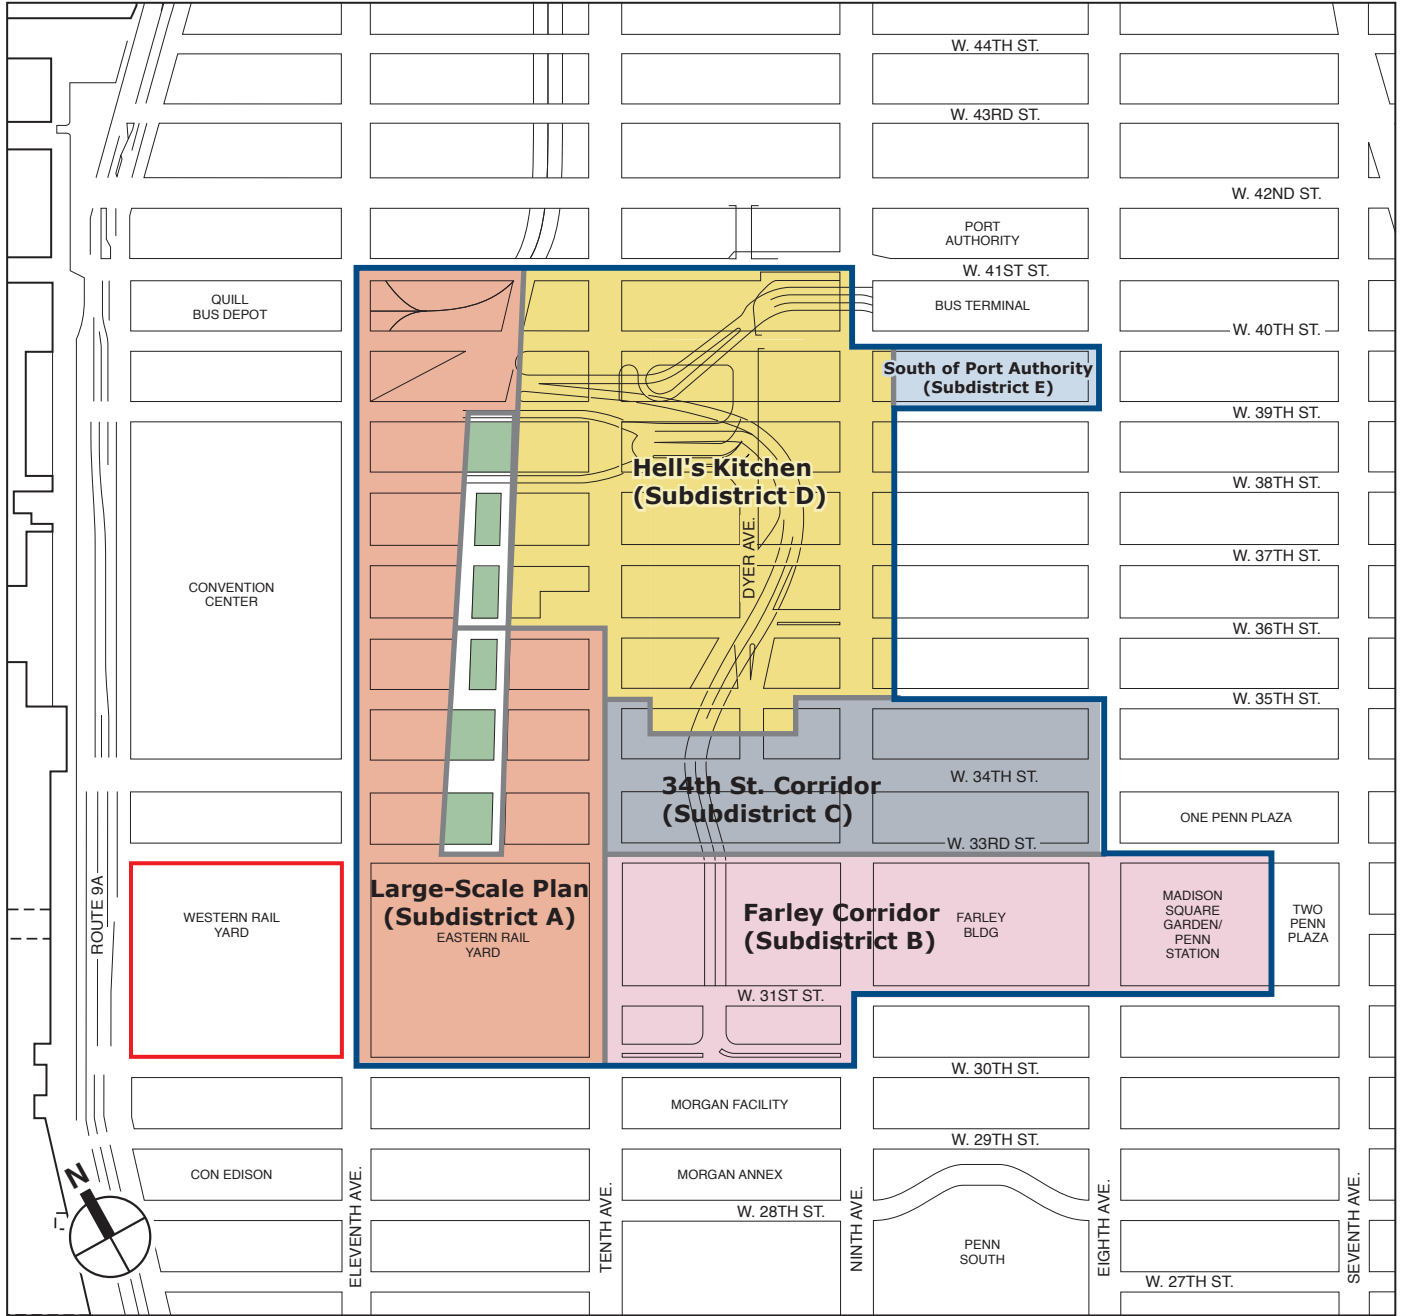 W. 44TH ST.
W. 43RD ST.
W. 42ND ST.
PORT
AUTHORITY
W. 41ST ST.
QUILL
BUS DEPOT
BUS TERMINAL
W. 40TH ST.
South of Port Authority
(Subdistrict E)
W. 39TH ST.
Hell's Kitchen
(Subdistrict D)
W. 38TH ST.
DYER AVE.
W. 37TH ST.
CONVENTION
CENTER
W. 36TH ST.
W. 35TH ST.
34th St. Corridor
(Subdistrict C)
W. 34TH ST.
ONE PENN PLAZA
W. 33RD ST.
ROUTE 9A
WESTERN RAIL
YARD
Large-Scale Plan
(Subdistrict A)
EASTERN RAIL
YARD
Farley Corridor
(Subdistrict B)
FARLEY
BLDG
MADISON
SQUARE
GARDEN/
PENN
STATION
TWO
PENN
PLAZA
W. 31ST ST.
W. 30TH ST.
MORGAN FACILITY
W. 29TH ST.
N
CON EDISON
MORGAN ANNEX
W. 28TH ST.
ELEVENTH AVE.
TENTH AVE.
NINTH AVE.
EIGHTH AVE.
SEVENTH AVE.
PENN
SOUTH
W. 27TH ST.